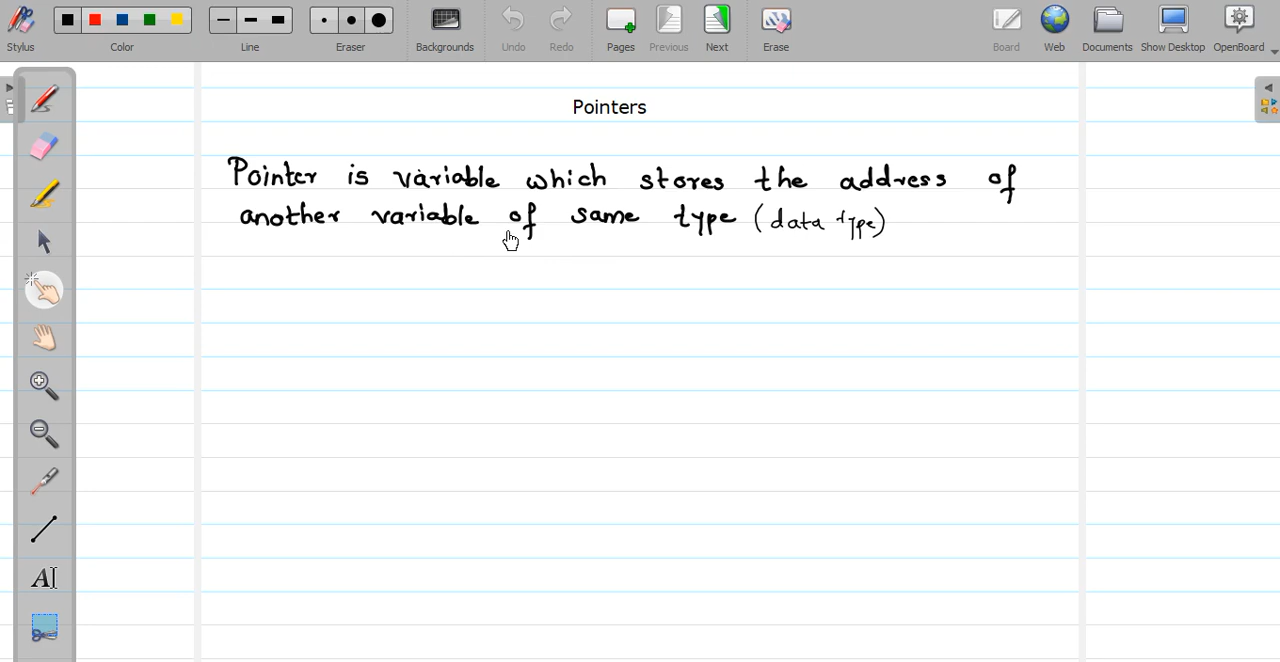 Stylus Color Line Eraser Backgrounds Undo Redo Pages Previous Next Erase Board Web Documents Show Desktop OpenBoard
Pointers
Pointer is variable which stores the address of
another variable of same type (data type)